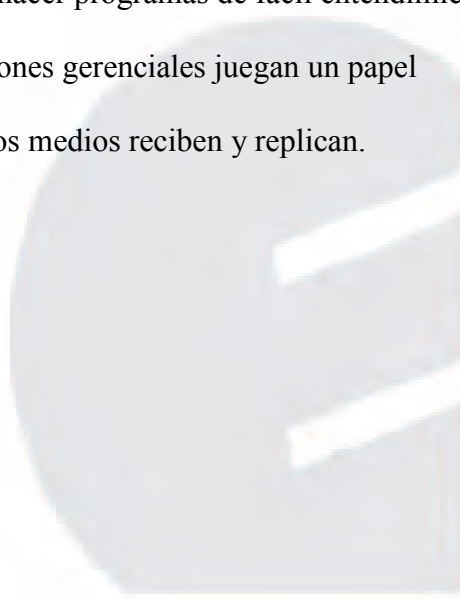 hacer programas de fácil entendimie
ones gerenciales juegan un papel
os medios reciben y replican.